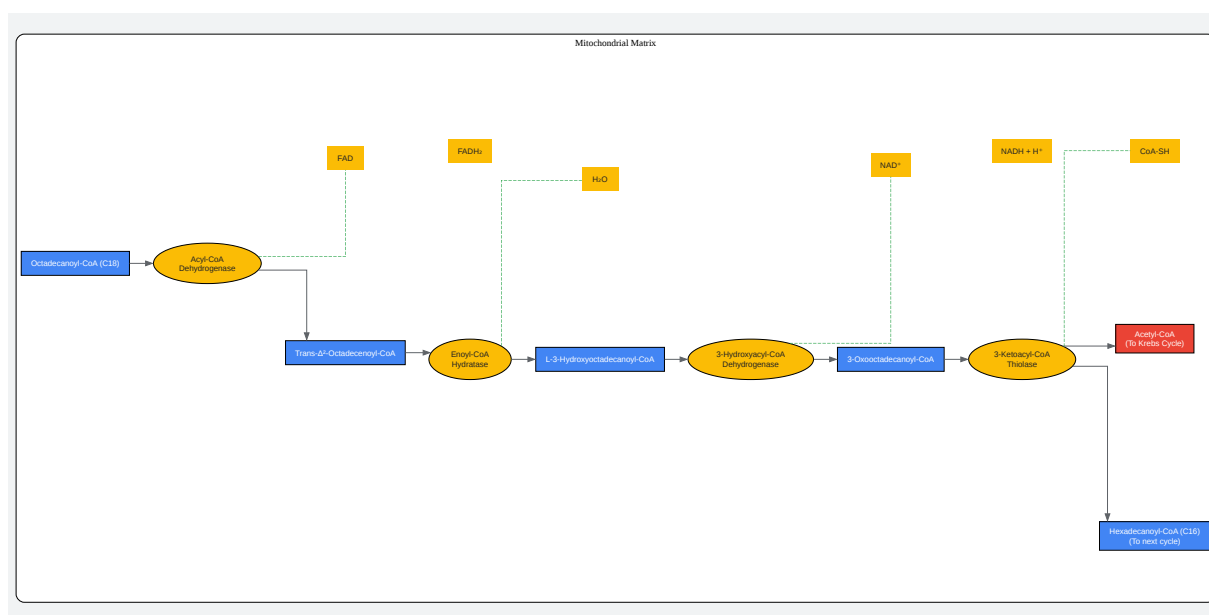 Mitochondrial Matrix
FAD
FADH₂
H₂O
NAD⁺
NADH + H⁺
CoA-SH
Octadecanoyl-CoA (C18)
Acyl-CoA
Dehydrogenase
Trans-Δ²-Octadecenoyl-CoA
Enoyl-CoA
Hydratase
L-3-Hydroxyoctadecanoyl-CoA
3-Hydroxyacyl-CoA
Dehydrogenase
3-Oxooctadecanoyl-CoA
3-Ketoacyl-CoA
Thiolase
Acetyl-CoA
(To Krebs Cycle)
Hexadecanoyl-CoA (C16)
(To next cycle)